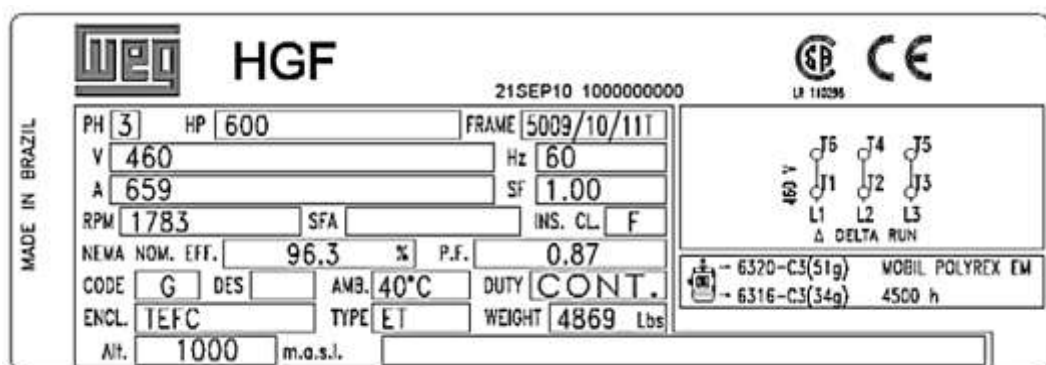 MADE IN BRAZIL
WEG HGF
21SEP10 1000000000
LR 110298
PH 3 HP 600 FRAME 5009/10/11T
V 460 Hz 60
A 659 SF 1.00
RPM 1783 SFA INS. CL. F
NEMA NOM. EFF. 96.3 % P.F. 0.87
CODE G DES AMB. 40°C DUTY CONT.
ENCL. TEFC TYPE ET WEIGHT 4869 Lbs
Alt. 1000 m.a.s.l.
460 V
T6 T4 T5
T1 T2 T3
L1 L2 L3
Δ DELTA RUN
→ 6320-C3(51g) MOBIL POLYREX EM
→ 6316-C3(34g) 4500 h